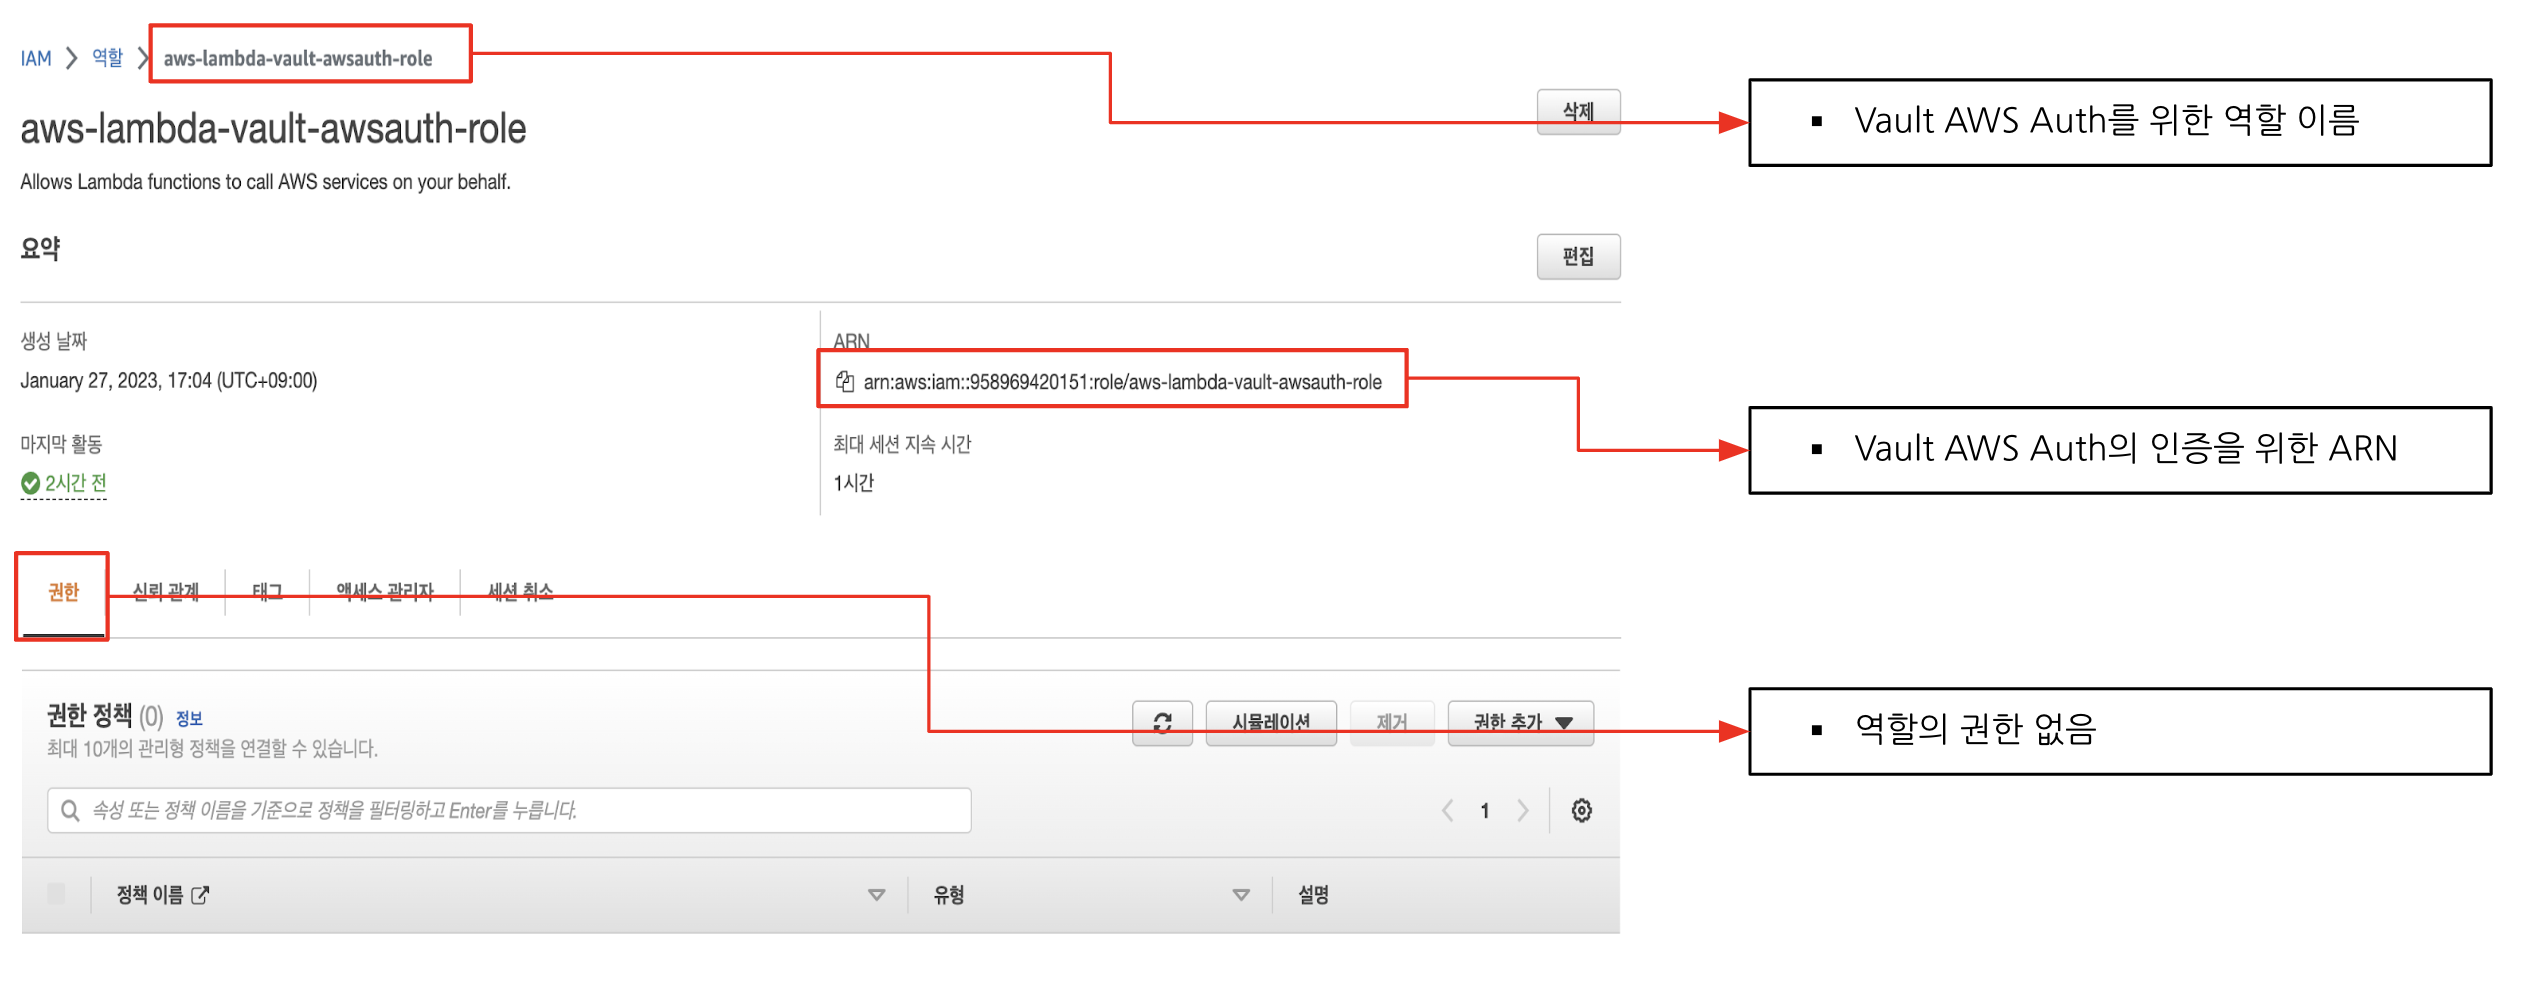 IAM > 역할 > aws-lambda-vault-awsauth-role
aws-lambda-vault-awsauth-role
삭제
Allows Lambda functions to call AWS services on your behalf.
▪ Vault AWS Auth를 위한 역할 이름
요약
편집
생성 날짜
January 27, 2023, 17:04 (UTC+09:00)
ARN
arn:aws:iam::958969420151:role/aws-lambda-vault-awsauth-role
마지막 활동
2시간 전
최대 세션 지속 시간
1시간
▪ Vault AWS Auth의 인증을 위한 ARN
권한 신뢰 관계 태그 액세스 관리자 세션 취소
권한 정책 (0) 정보
최대 10개의 관리형 정책을 연결할 수 있습니다.
시뮬레이션 제거 권한 추가
▪ 역할의 권한 없음
속성 또는 정책 이름을 기준으로 정책을 필터링하고 Enter를 누릅니다.
1
정책 이름 유형 설명